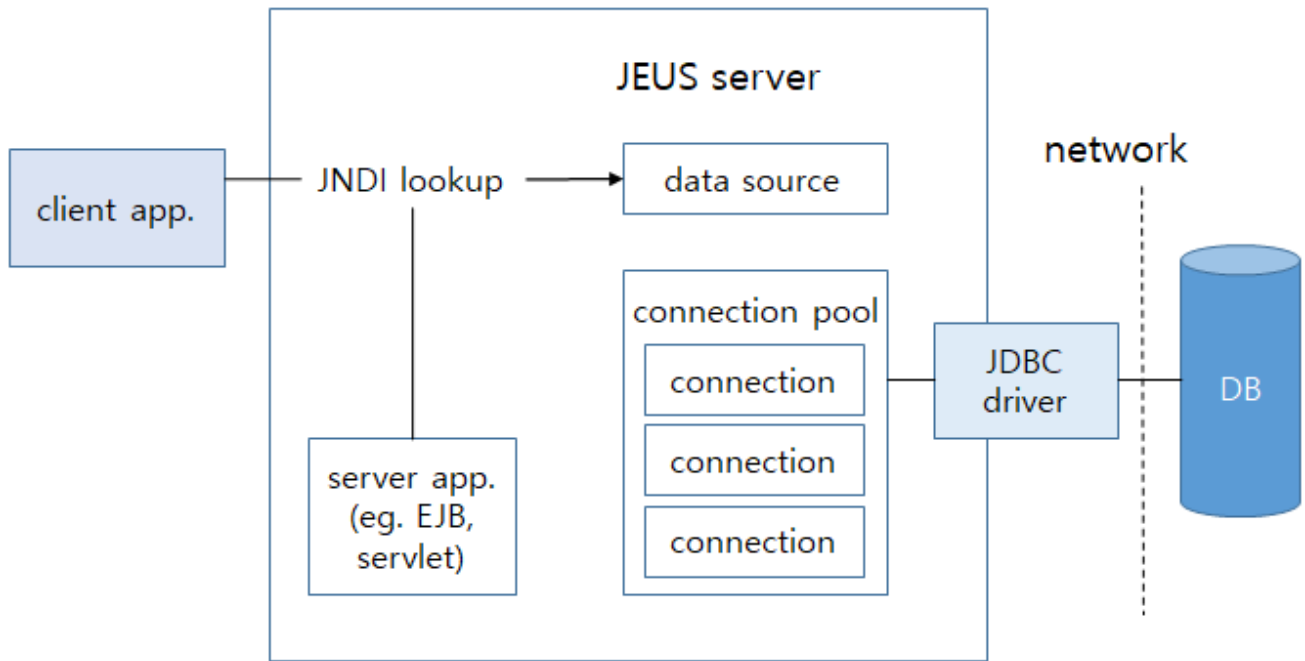 JEUS server
network
client app.
JNDI lookup
data source
connection pool
connection
connection
connection
JDBC
driver
DB
server app.
(eg. EJB,
servlet)